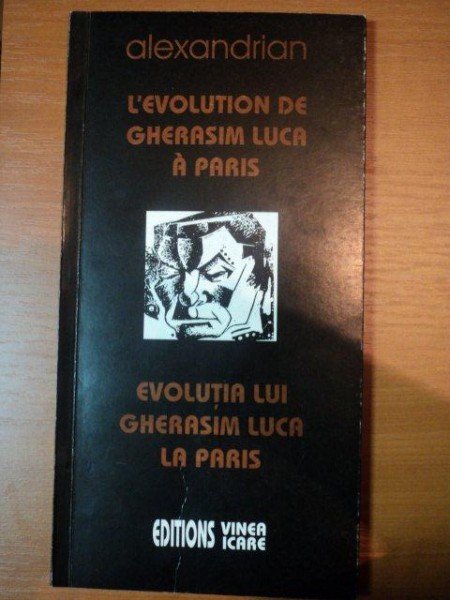 alexandrian
L'EVOLUTION DE
GHERASIM LUCA
À PARIS
EVOLUȚIA LUI
GHERASIM LUCA
LA PARIS
EDITIONS VINEA
ICARE